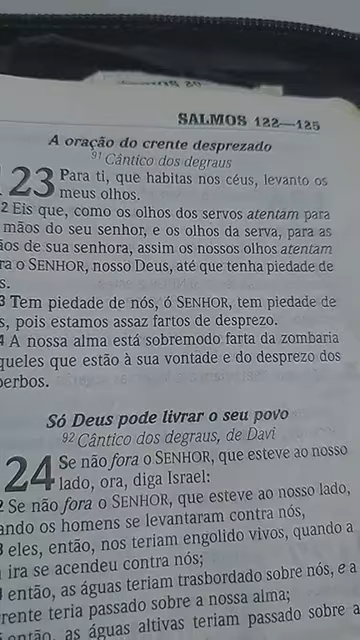 SALMOS 122—125
A oração do crente desprezado
91 Cântico dos degraus
123 Para ti, que habitas nos céus, levanto os
meus olhos.
2 Eis que, como os olhos dos servos atentam para
mãos do seu senhor, e os olhos da serva, para as
ãos de sua senhora, assim os nossos olhos atentam
ra o SENHOR, nosso Deus, até que tenha piedade de
s.
3 Tem piedade de nós, ó SENHOR, tem piedade de
s, pois estamos assaz fartos de desprezo.
4 A nossa alma está sobremodo farta da zombaria
queles que estão à sua vontade e do desprezo dos
perbos.
Só Deus pode livrar o seu povo
92 Cântico dos degraus, de Davi
24 Se não fora o SENHOR, que esteve ao nosso
lado, ora, diga Israel:
2 Se não fora o SENHOR, que esteve ao nosso lado,
ando os homens se levantaram contra nós,
3 eles, então, nos teriam engolido vivos, quando a
ira se acendeu contra nós;
então, as águas teriam trasbordado sobre nós, e a
rrente teria passado sobre a nossa alma;
então, as águas altivas teriam passado sobre a